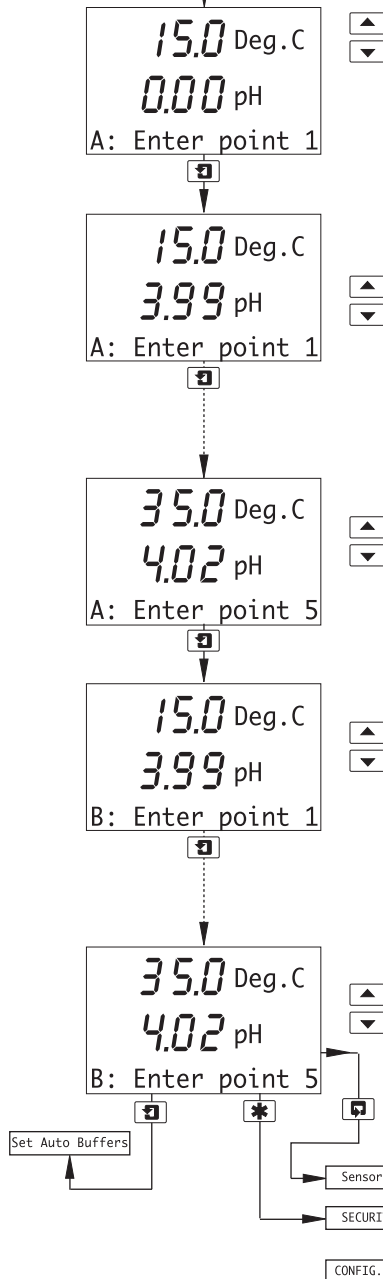 15.0 Deg.C
0.00 pH
A: Enter point 1
15.0 Deg.C
3.99 pH
A: Enter point 1
35.0 Deg.C
4.02 pH
A: Enter point 5
15.0 Deg.C
3.99 pH
B: Enter point 1
35.0 Deg.C
4.02 pH
B: Enter point 5
Set Auto Buffers
Sensor
SECURI
CONFIG.